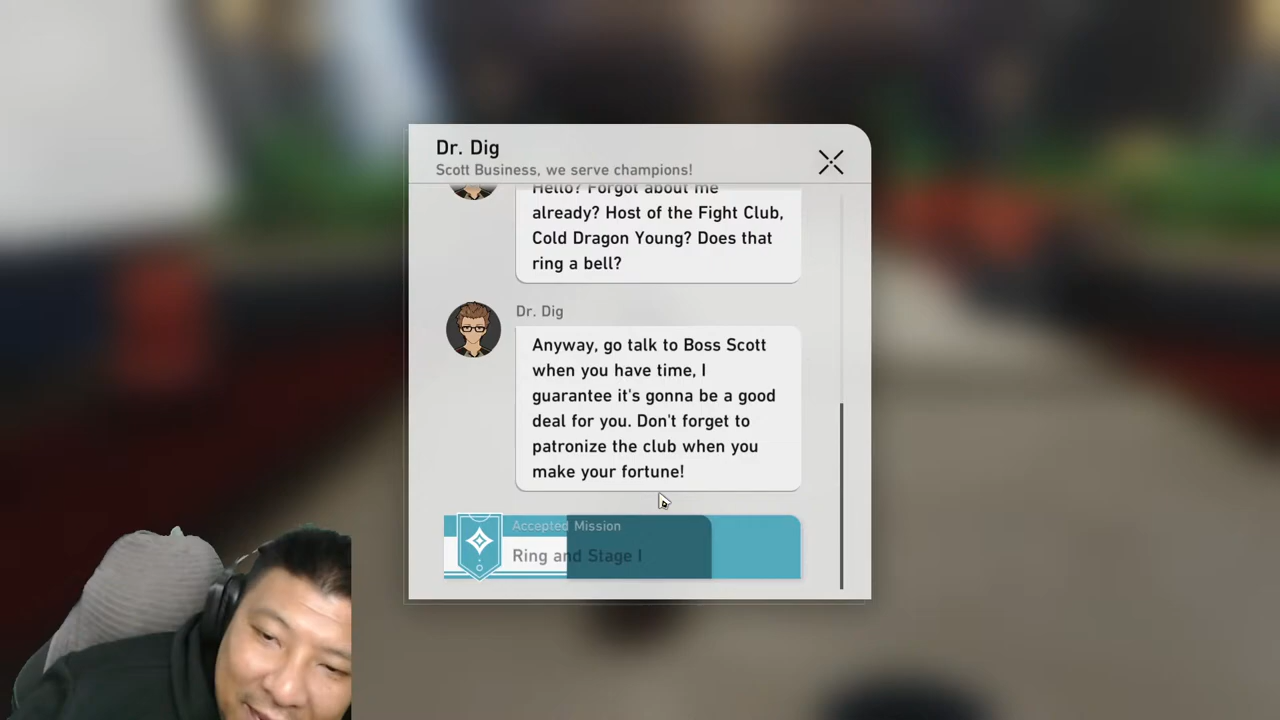 Dr. Dig
Scott Business, we serve champions!
Hello? Forgot about me
already? Host of the Fight Club,
Cold Dragon Young? Does that
ring a bell?
Dr. Dig
Anyway, go talk to Boss Scott
when you have time, I
guarantee it's gonna be a good
deal for you. Don't forget to
patronize the club when you
make your fortune!
Accepted Mission
Ring and Stage I